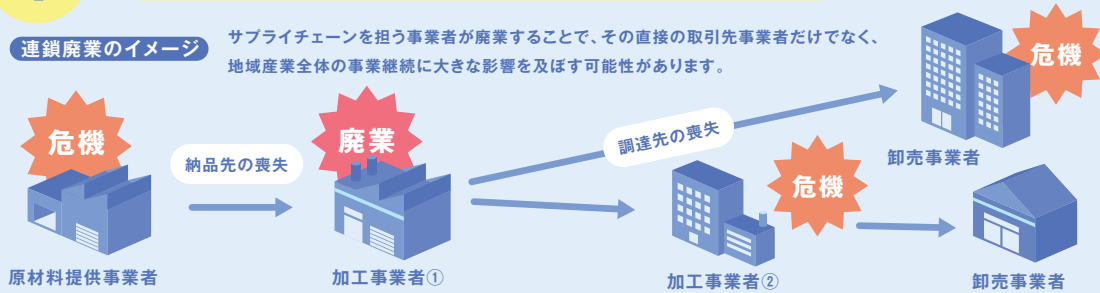 連鎖廃業のイメージ
サプライチェーンを担う事業者が廃業することで、その直接の取引先事業者だけでなく、
地域産業全体の事業継続に大きな影響を及ぼす可能性があります。
危機
納品先の喪失
廃業
調達先の喪失
危機
卸売事業者
危機
原材料提供事業者
加工事業者①
加工事業者②
卸売事業者